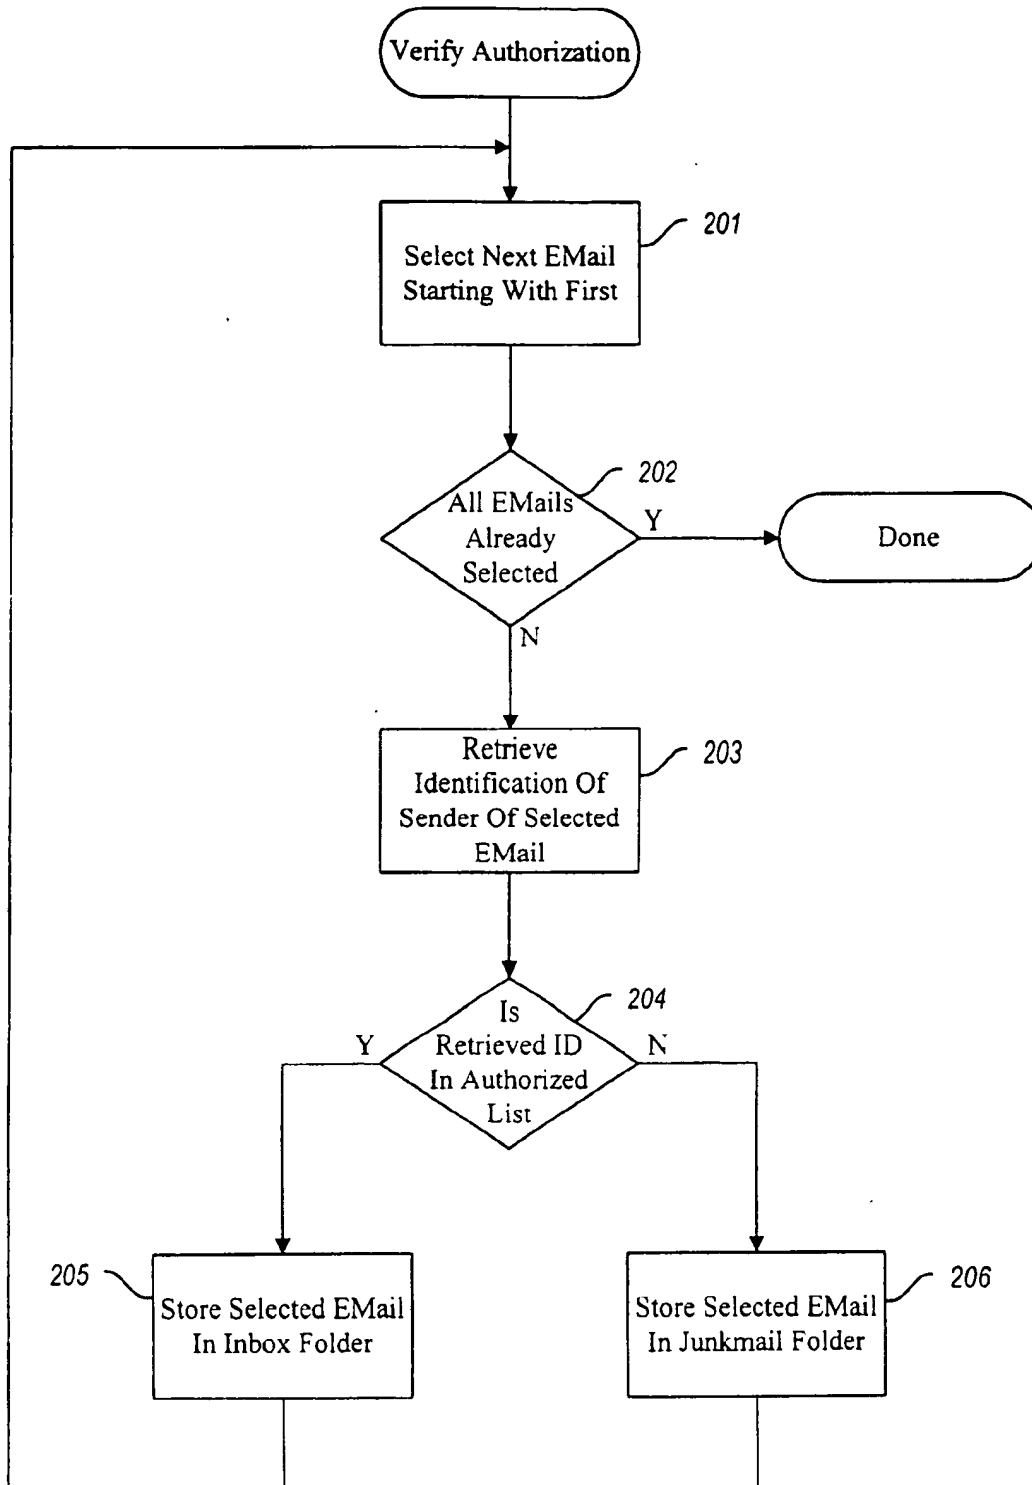 Verify Authorization
201
Select Next EMail
Starting With First
202
All EMails
Already
Selected
Y
Done
N
203
Retrieve
Identification Of
Sender Of Selected
EMail
204
Is
Retrieved ID
In Authorized
List
Y
N
205
Store Selected EMail
In Inbox Folder
206
Store Selected EMail
In Junkmail Folder